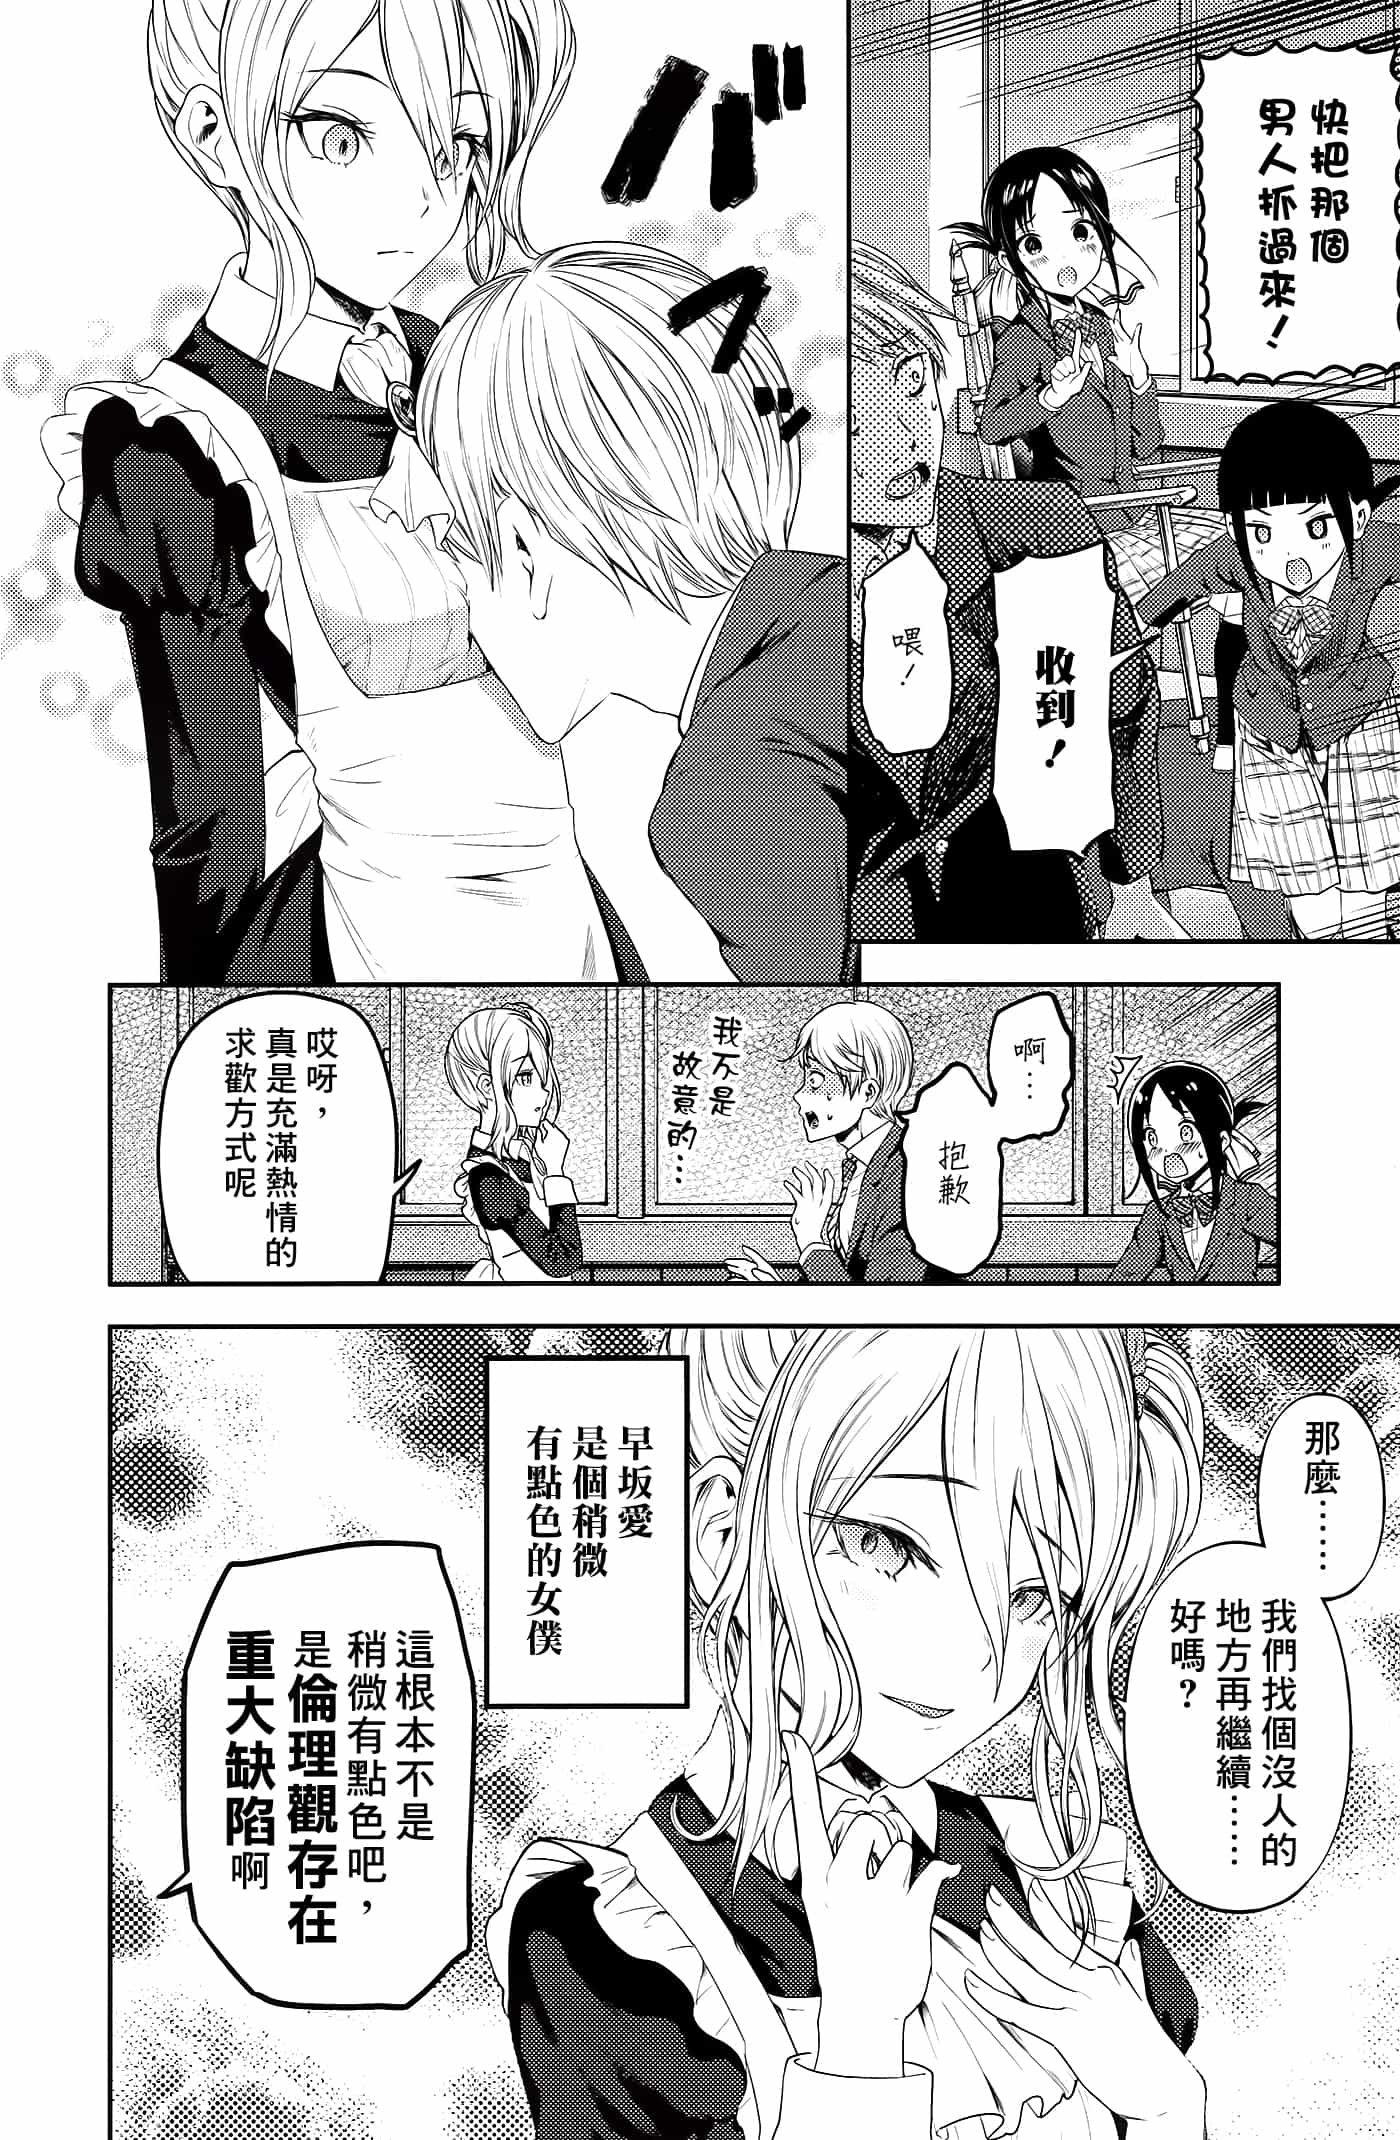 快把那個
男人抓過來！
收到！
喂！
バ
フ
啊…
抱歉
我不是
故意的…
哎呀，
真是充滿熱情的
求歡方式呢
那麼……
我們找個沒人的
地方再繼續……
好嗎？
早坂愛
是個稍微
有點色的女僕
這根本不是
稍微有點色吧，
是倫理觀存在
重大缺陷啊